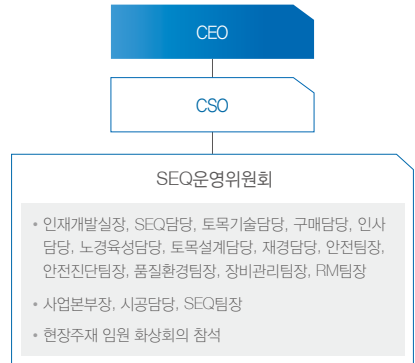 CEO
CSO
SEQ운영위원회
• 인재개발실장, SEQ담당, 토목기술담당, 구매담당, 인사
담당, 노경육성담당, 토목설계담당, 재경담당, 안전팀장,
안전진단팀장, 품질환경팀장, 장비관리팀장, RM팀장
• 사업본부장, 시공담당, SEQ팀장
• 현장주재 임원 화상회의 참석